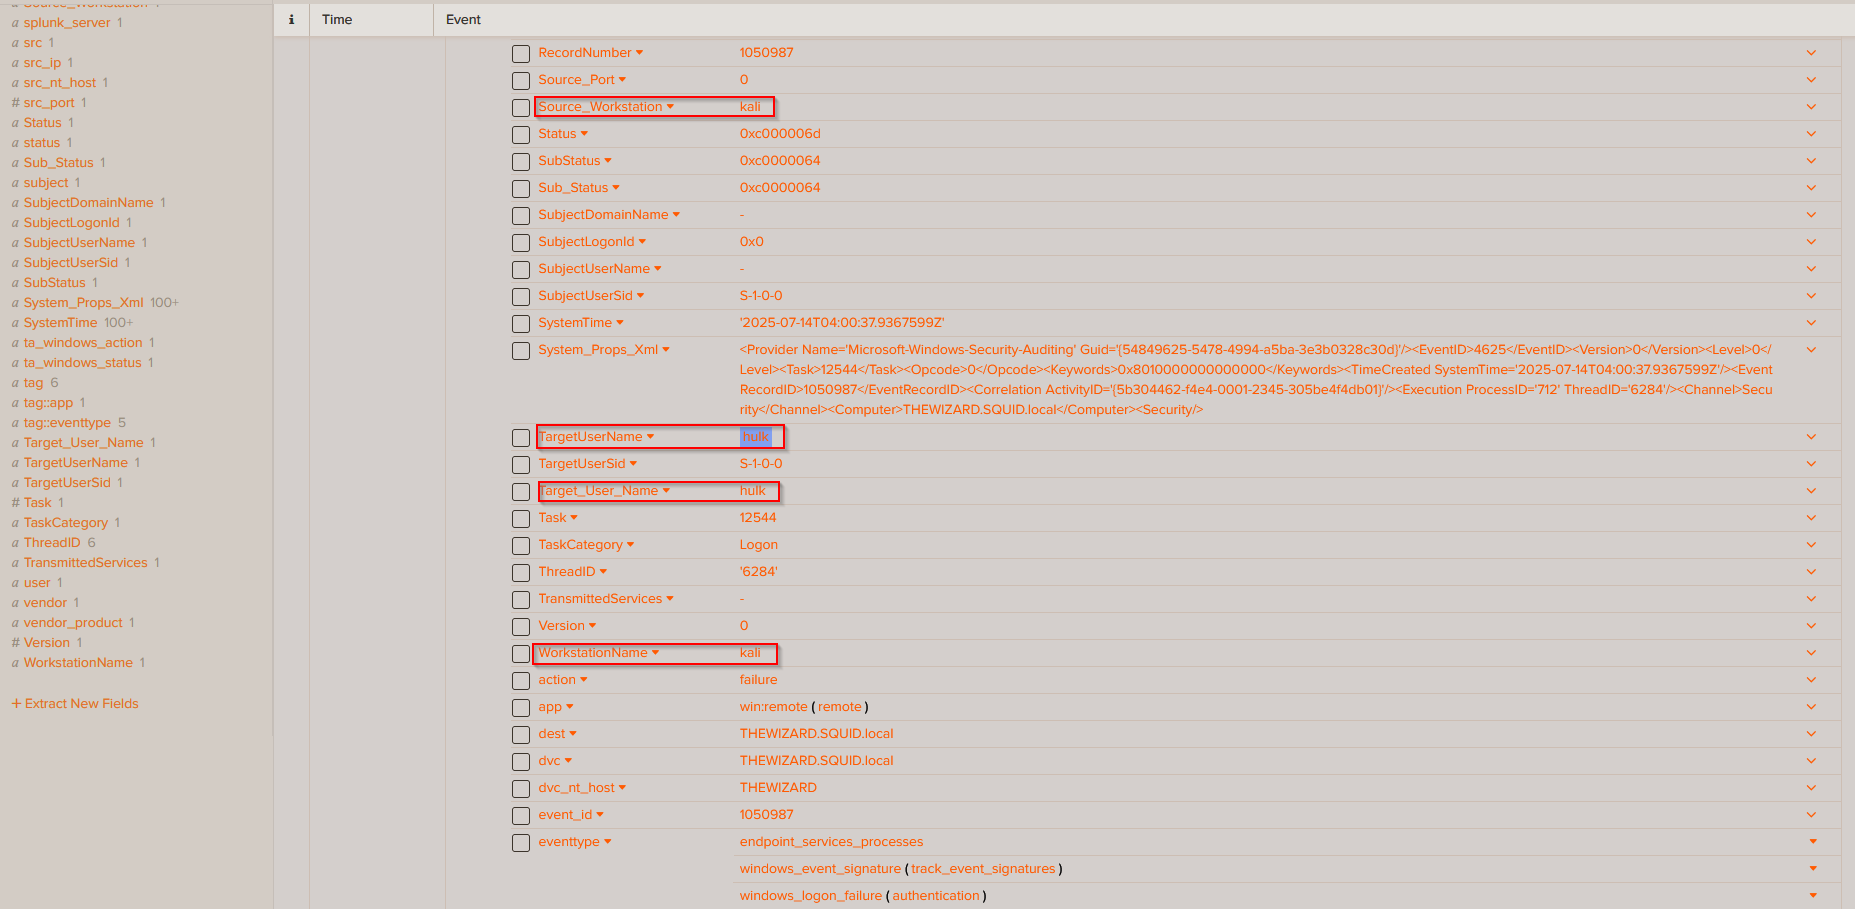 Source_Workstation 1
a splunk_server 1
a src 1
a src_ip 1
a src_nt_host 1
# src_port 1
a Status 1
a status 1
a Sub_Status 1
a subject 1
a SubjectDomainName 1
a SubjectLogonId 1
a SubjectUserName 1
a SubjectUserSid 1
a SubStatus 1
a System_Props_Xml 100+
a SystemTime 100+
a ta_windows_action 1
a ta_windows_status 1
a tag 6
a tag::app 1
a tag::eventtype 5
a Target_User_Name 1
a TargetUserName 1
a TargetUserSid 1
# Task 1
a TaskCategory 1
a ThreadID 6
a TransmittedServices 1
a user 1
a vendor 1
a vendor_product 1
# Version 1
a WorkstationName 1
+ Extract New Fields
i Time Event
RecordNumber 1050987
Source_Port 0
Source_Workstation kali
Status 0xc000006d
SubStatus 0xc0000064
Sub_Status 0xc0000064
SubjectDomainName -
SubjectLogonId 0x0
SubjectUserName -
SubjectUserSid S-1-0-0
SystemTime '2025-07-14T04:00:37.9367599Z'
System_Props_Xml <Provider Name='Microsoft-Windows-Security-Auditing' Guid='{54849625-5478-4994-a5ba-3e3b0328c30d}'/><EventID>4625</EventID><Version>0</Version><Level>0</
Level><Task>12544</Task><Opcode>0</Opcode><Keywords>0x8010000000000000</Keywords><TimeCreated SystemTime='2025-07-14T04:00:37.9367599Z'/><Event
RecordID>1050987</EventRecordID><Correlation ActivityID='{5b304462-f4e4-0001-2345-305be4f4db01}'/><Execution ProcessID='712' ThreadID='6284'/><Channel>Secu
rity</Channel><Computer>THEWIZARD.SQUID.local</Computer><Security/>
TargetUserName hulk
TargetUserSid S-1-0-0
Target_User_Name hulk
Task 12544
TaskCategory Logon
ThreadID '6284'
TransmittedServices -
Version 0
WorkstationName kali
action failure
app win:remote ( remote )
dest THEWIZARD.SQUID.local
dvc THEWIZARD.SQUID.local
dvc_nt_host THEWIZARD
event_id 1050987
eventtype endpoint_services_processes
windows_event_signature ( track_event_signatures )
windows_logon_failure ( authentication )